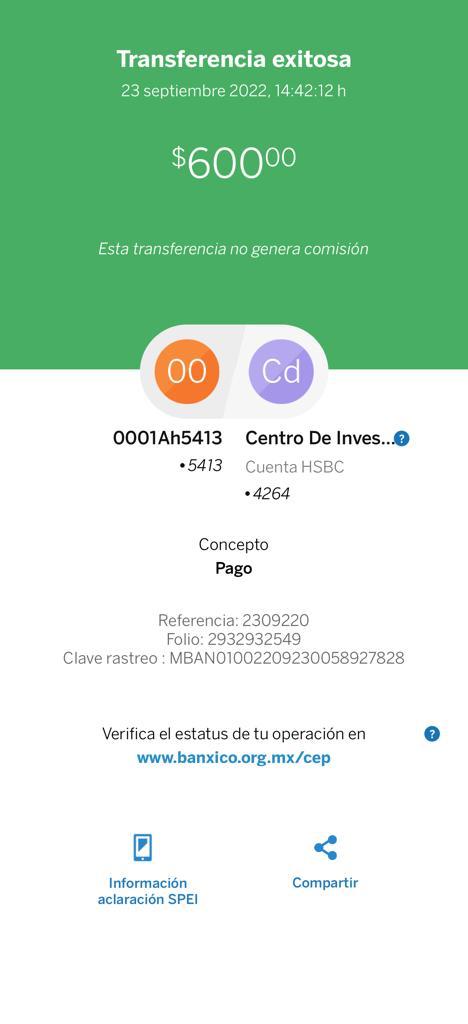 Transferencia exitosa
23 septiembre 2022, 14:42:12 h
$600⁰⁰
Esta transferencia no genera comisión
00 Cd
0001Ah5413 Centro De Inves... ?
•5413 Cuenta HSBC
•4264
Concepto
Pago
Referencia: 2309220
Folio: 2932932549
Clave rastreo : MBAN01002209230058927828
Verifica el estatus de tu operación en ?
www.banxico.org.mx/cep
Información Compartir
aclaración SPEI